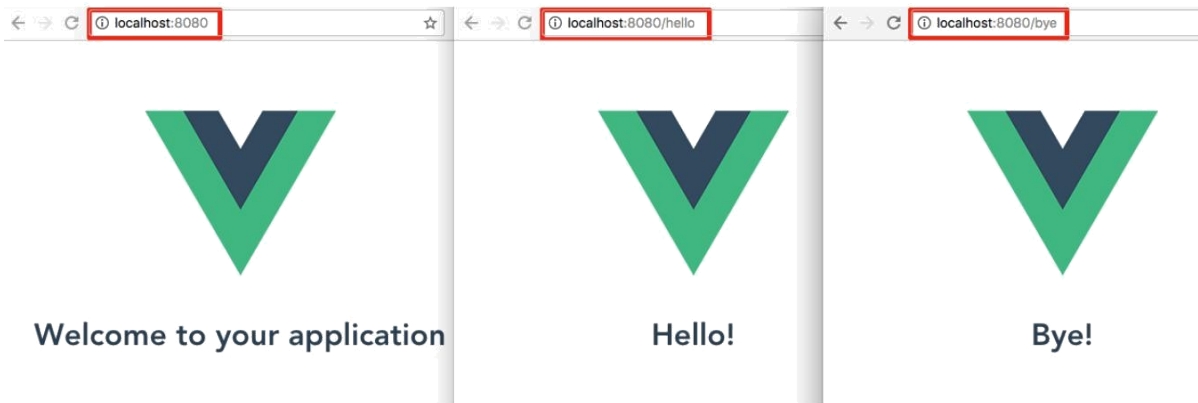 localhost:8080
localhost:8080/hello
localhost:8080/bye
Welcome to your application
Hello!
Bye!